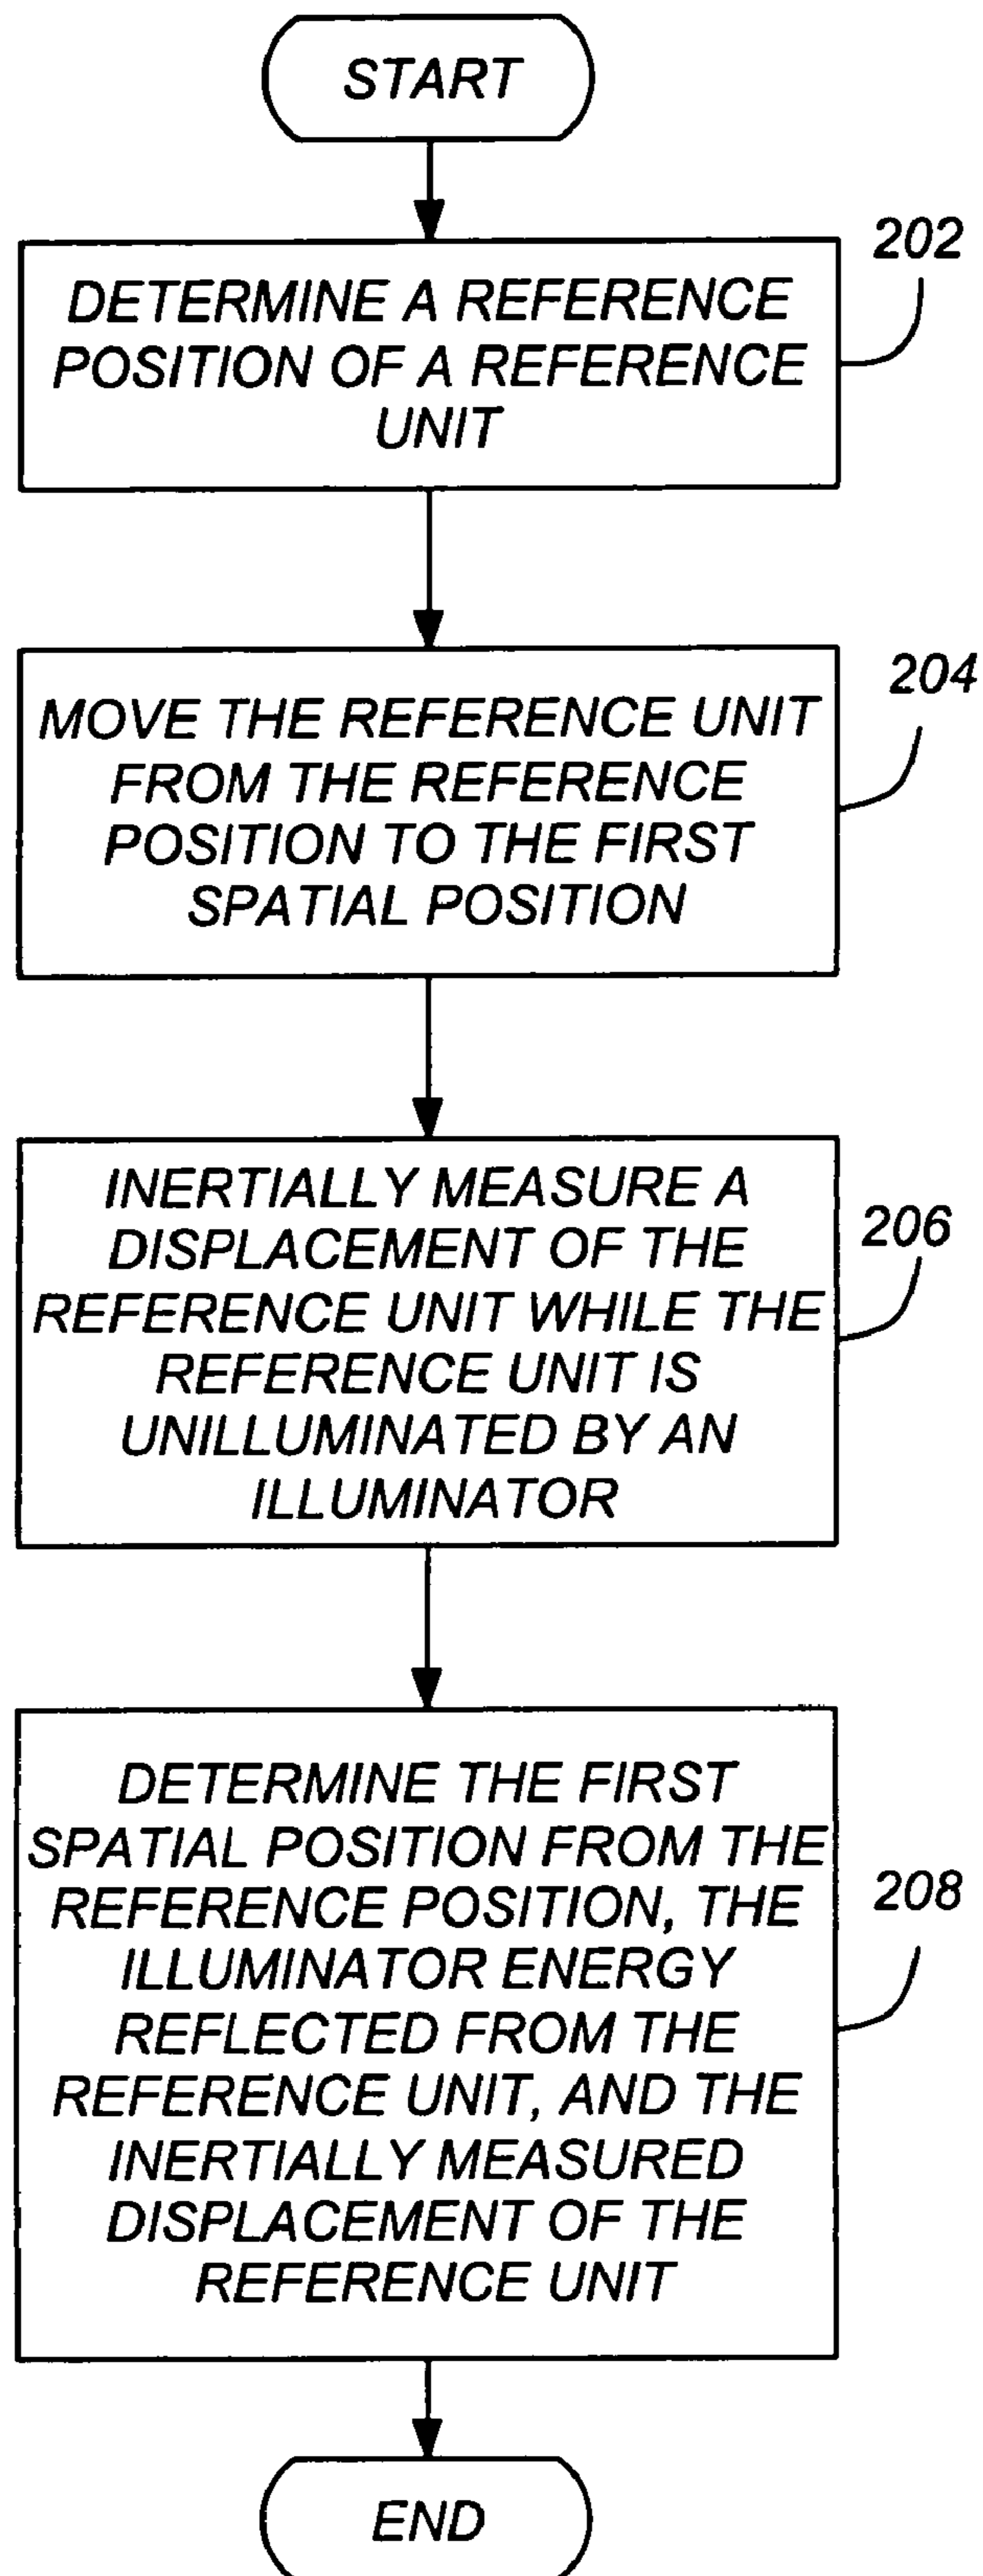 START
202
DETERMINE A REFERENCE
POSITION OF A REFERENCE
UNIT
204
MOVE THE REFERENCE UNIT
FROM THE REFERENCE
POSITION TO THE FIRST
SPATIAL POSITION
206
INERTIALLY MEASURE A
DISPLACEMENT OF THE
REFERENCE UNIT WHILE THE
REFERENCE UNIT IS
UNILLUMINATED BY AN
ILLUMINATOR
208
DETERMINE THE FIRST
SPATIAL POSITION FROM THE
REFERENCE POSITION, THE
ILLUMINATOR ENERGY
REFLECTED FROM THE
REFERENCE UNIT, AND THE
INERTIALLY MEASURED
DISPLACEMENT OF THE
REFERENCE UNIT
END